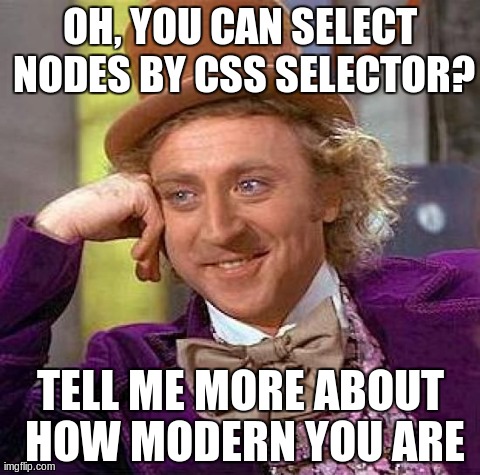 OH, YOU CAN SELECT
NODES BY CSS SELECTOR?
TELL ME MORE ABOUT
HOW MODERN YOU ARE
imgflip.com